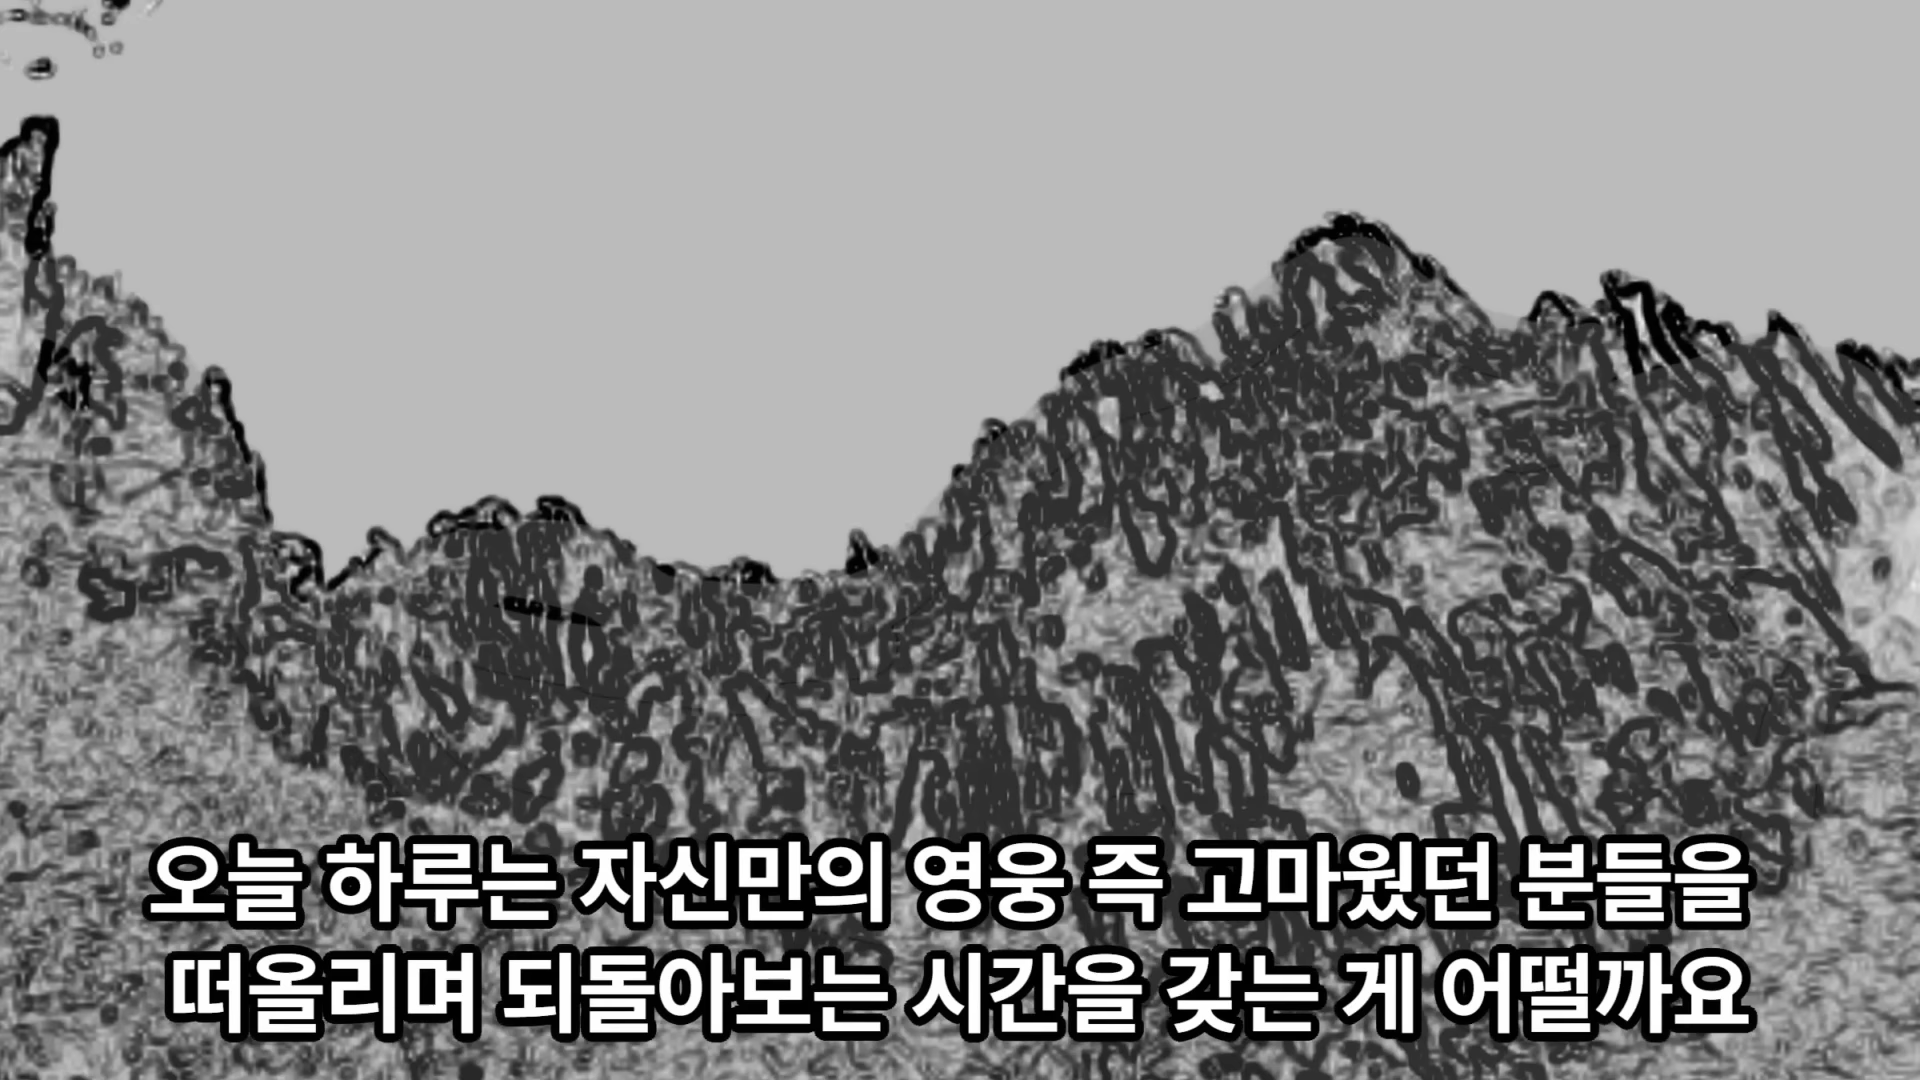 오늘 하루는 자신만의 영웅 즉 고마웠던 분들을
떠올리며 되돌아보는 시간을 갖는 게 어떨까요